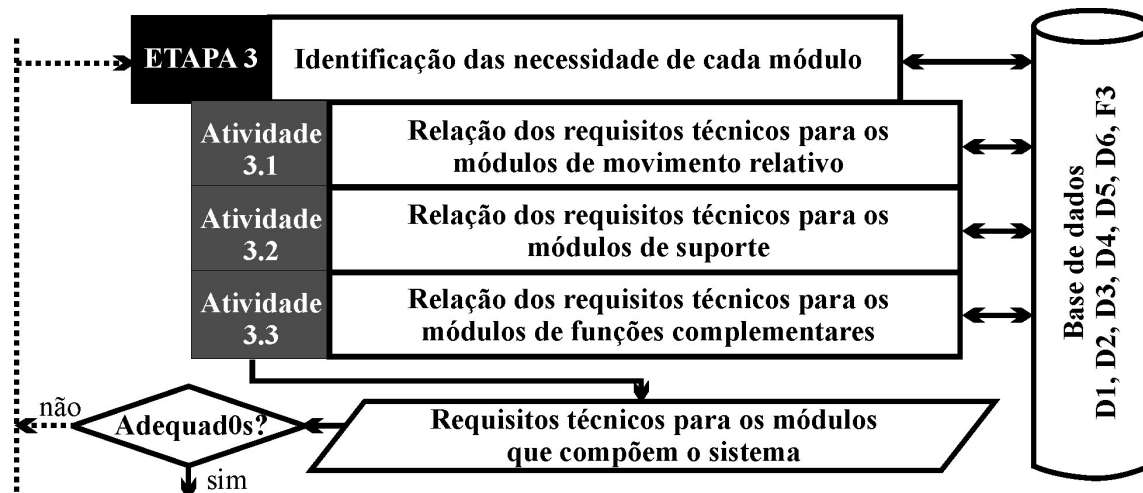 ETAPA 3
Identificação das necessidade de cada módulo
Atividade
3.1
Relação dos requisitos técnicos para os
módulos de movimento relativo
Atividade
3.2
Relação dos requisitos técnicos para os
módulos de suporte
Atividade
3.3
Relação dos requisitos técnicos para os
módulos de funções complementares
Base de dados
D1, D2, D3, D4, D5, D6, F3
não
Adequad0s?
sim
Requisitos técnicos para os módulos
que compõem o sistema